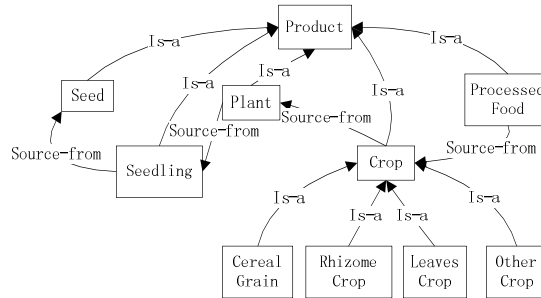 Product
Is-a
Is-a
Is-a
Is-a
Is-a
Seed
Plant
Processed
Food
Source-from
Source-from
Source-from
Source-from
Seedling
Crop
Is-a
Is-a
Is-a
Is-a
Cereal
Grain
Rhizome
Crop
Leaves
Crop
Other
Crop